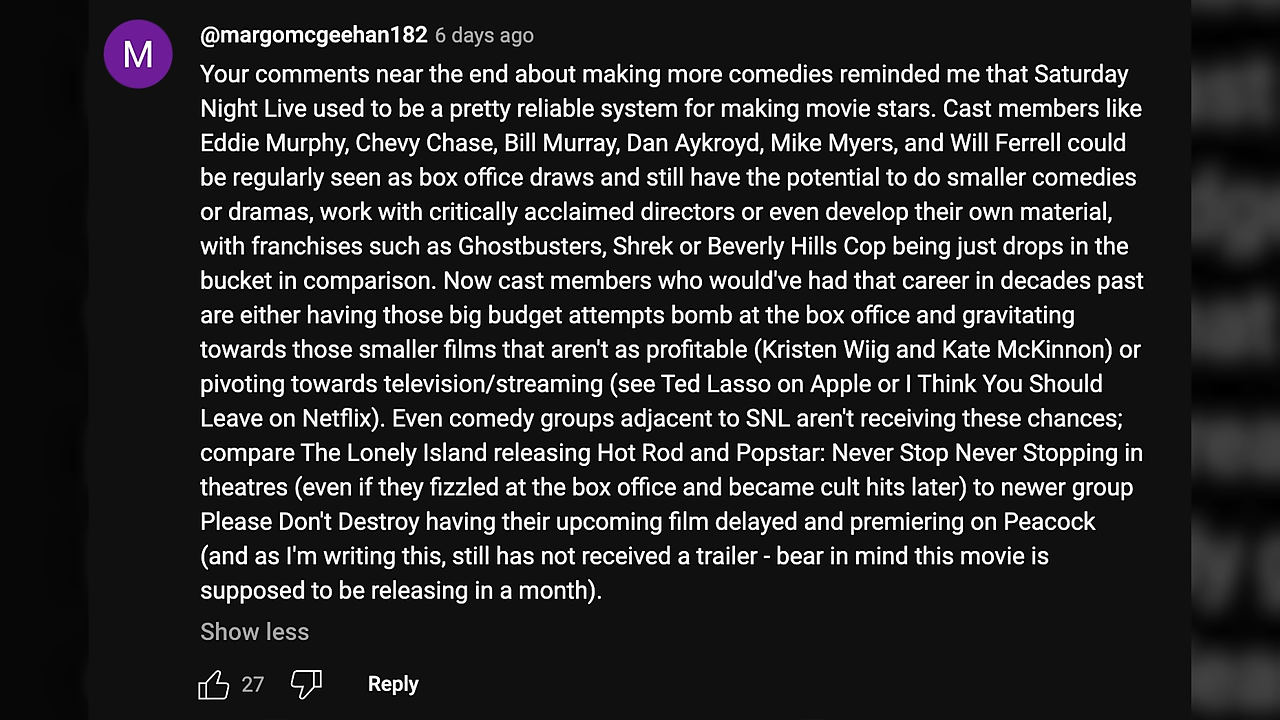 M
@margomcgeehan182 6 days ago
Your comments near the end about making more comedies reminded me that Saturday
Night Live used to be a pretty reliable system for making movie stars. Cast members like
Eddie Murphy, Chevy Chase, Bill Murray, Dan Aykroyd, Mike Myers, and Will Ferrell could
be regularly seen as box office draws and still have the potential to do smaller comedies
or dramas, work with critically acclaimed directors or even develop their own material,
with franchises such as Ghostbusters, Shrek or Beverly Hills Cop being just drops in the
bucket in comparison. Now cast members who would've had that career in decades past
are either having those big budget attempts bomb at the box office and gravitating
towards those smaller films that aren't as profitable (Kristen Wiig and Kate McKinnon) or
pivoting towards television/streaming (see Ted Lasso on Apple or I Think You Should
Leave on Netflix). Even comedy groups adjacent to SNL aren't receiving these chances;
compare The Lonely Island releasing Hot Rod and Popstar: Never Stop Never Stopping in
theatres (even if they fizzled at the box office and became cult hits later) to newer group
Please Don't Destroy having their upcoming film delayed and premiering on Peacock
(and as I'm writing this, still has not received a trailer - bear in mind this movie is
supposed to be releasing in a month).
Show less
27 Reply